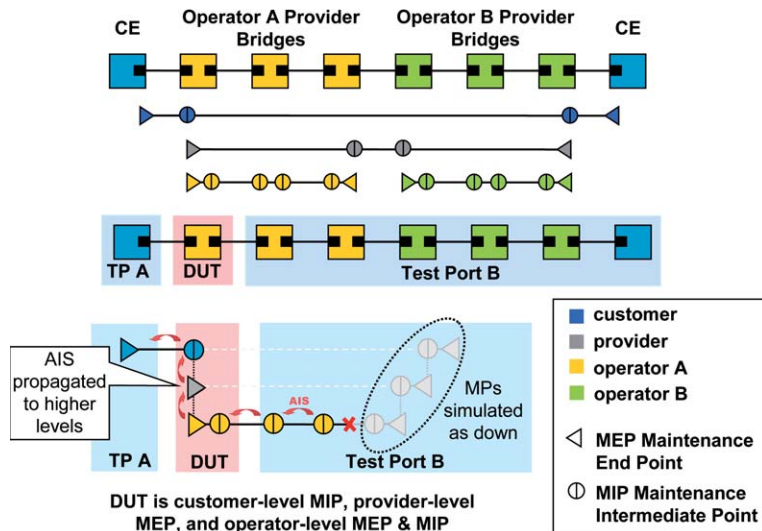 Operator A Provider
Bridges
Operator B Provider
Bridges
CE
CE
TP A
DUT
Test Port B
AIS
propagated
to higher
levels
AIS
MPs
simulated
as down
TP A
DUT
Test Port B
DUT is customer-level MIP, provider-level
MEP, and operator-level MEP & MIP
customer
provider
operator A
operator B
MEP Maintenance
End Point
MIP Maintenance
Intermediate Point